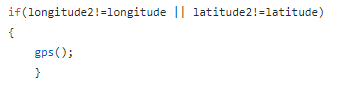 if(longitude2!=longitude || latitude2!=latitude)
{
gps();
}